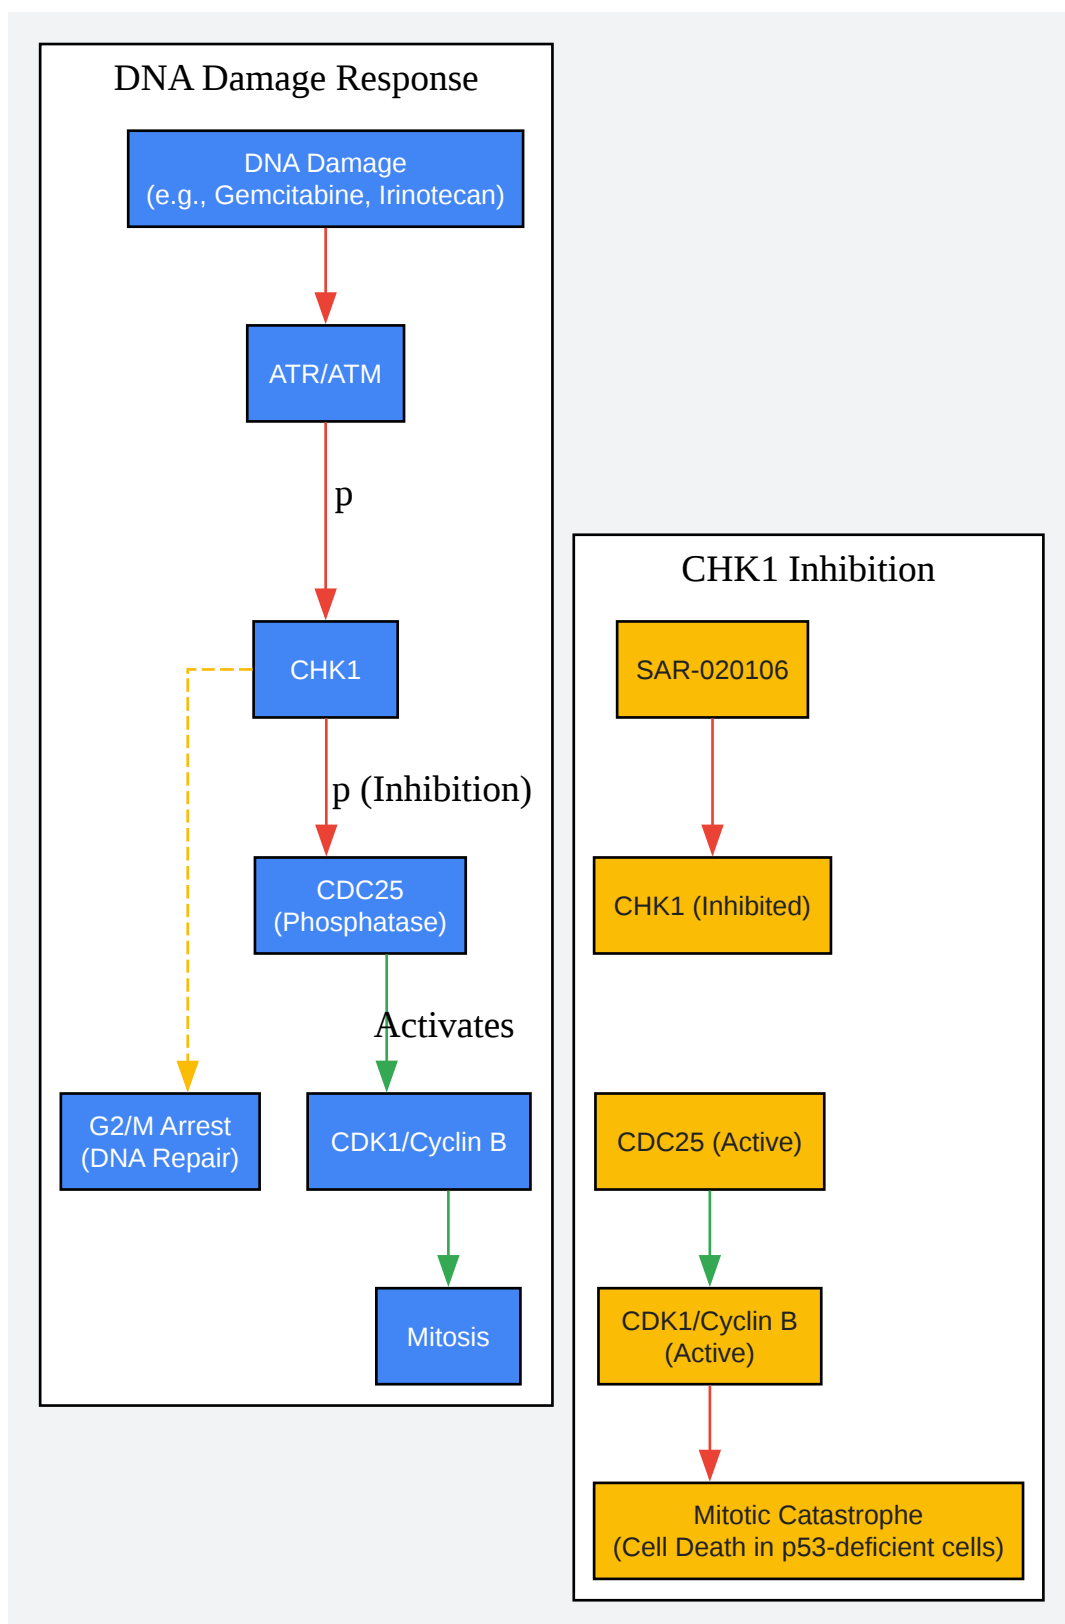 DNA Damage Response
DNA Damage
(e.g., Gemcitabine, Irinotecan)
ATR/ATM
p
CHK1
p (Inhibition)
CDC25
(Phosphatase)
Activates
G2/M Arrest
(DNA Repair)
CDK1/Cyclin B
Mitosis
CHK1 Inhibition
SAR-020106
CHK1 (Inhibited)
CDC25 (Active)
CDK1/Cyclin B
(Active)
Mitotic Catastrophe
(Cell Death in p53-deficient cells)